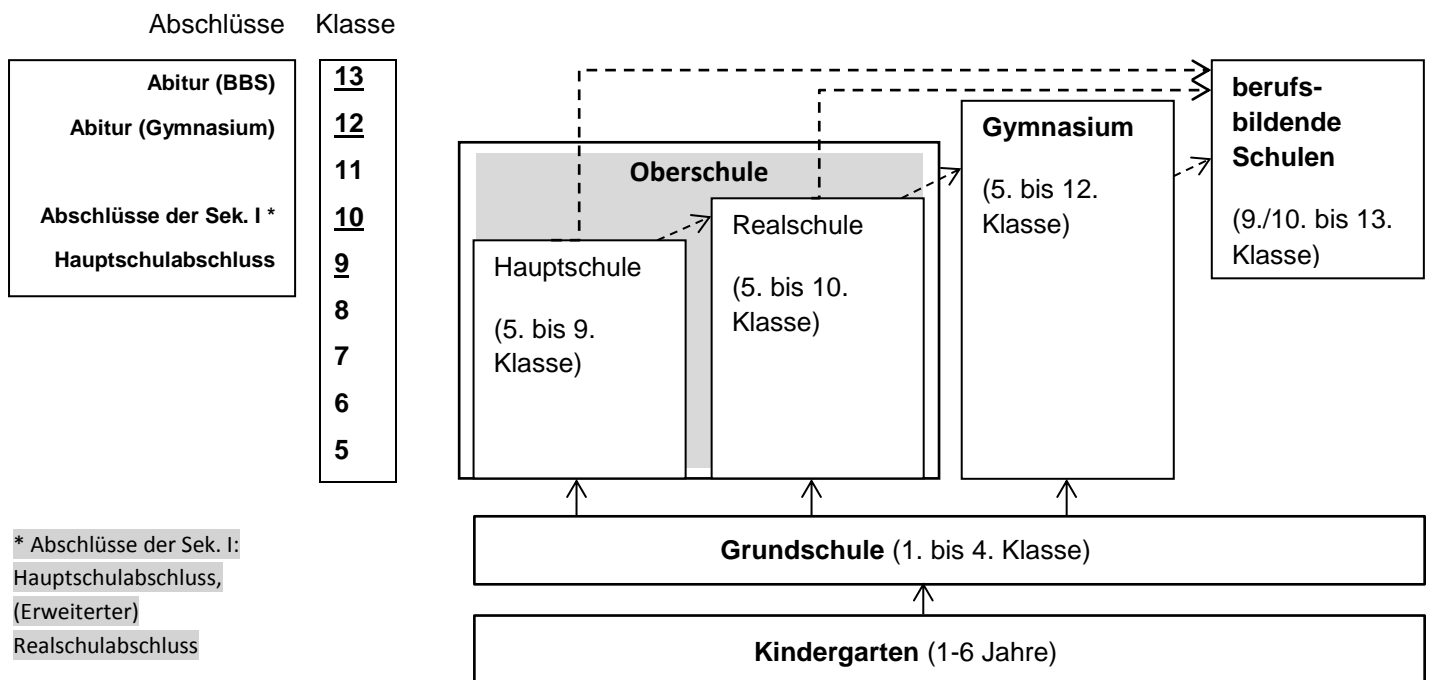 Abschlüsse
Klasse
Abitur (BBS)
Abitur (Gymnasium)
Abschlüsse der Sek. I *
Hauptschulabschluss
13
12
11
10
9
8
7
6
5
Oberschule
Hauptschule
(5. bis 9.
Klasse)
Realschule
(5. bis 10.
Klasse)
Gymnasium
(5. bis 12.
Klasse)
berufs-
bildende
Schulen
(9./10. bis 13.
Klasse)
* Abschlüsse der Sek. I:
Hauptschulabschluss,
(Erweiterter)
Realschulabschluss
Grundschule (1. bis 4. Klasse)
Kindergarten (1-6 Jahre)